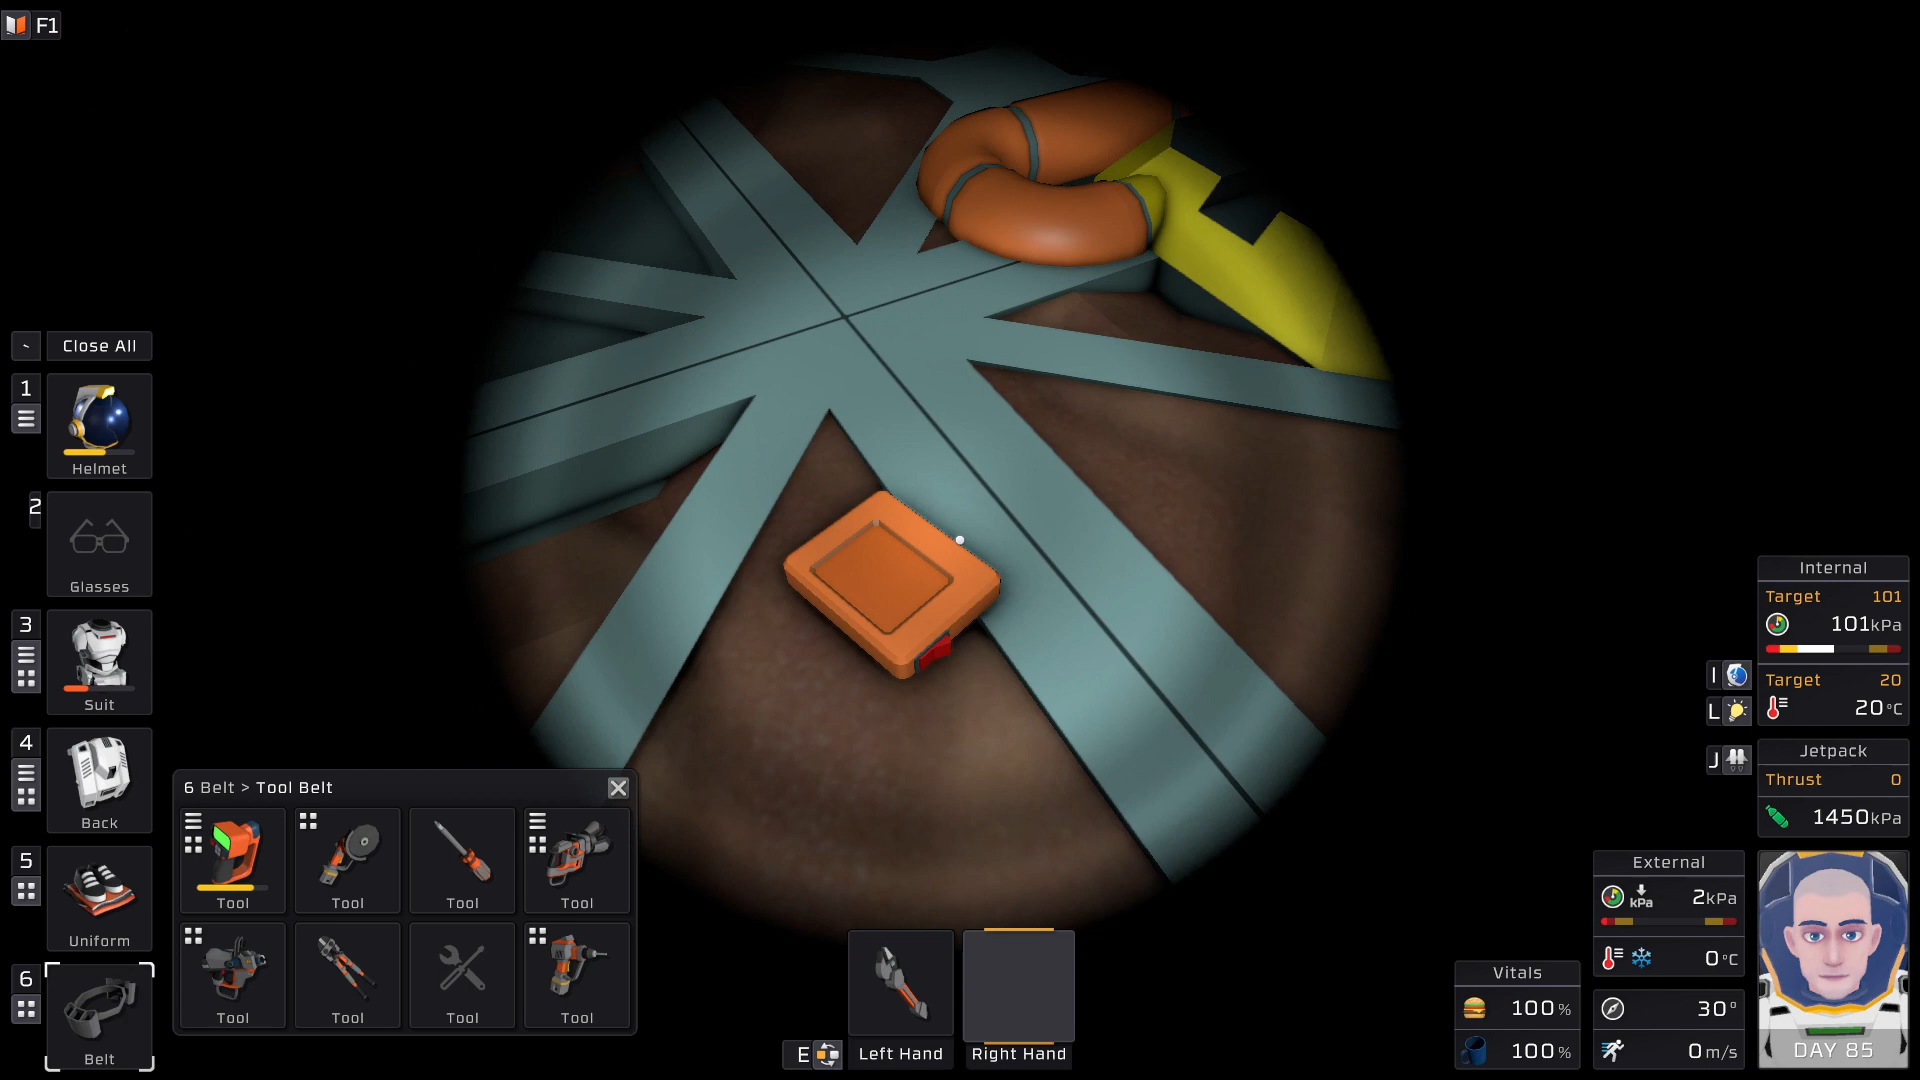 F1
~ Close All
1
Helmet
2
Glasses
3
Suit
4
Back
5
Uniform
6
Belt
6 Belt > Tool Belt
Tool Tool Tool Tool
Tool Tool Tool Tool
E Left Hand Right Hand
Internal
Target 101
101kPa
Target 20
20°C
I
L
J
Jetpack
Thrust 0
1450kPa
External
kPa 2kPa
0°C
30°
0m/s
Vitals
100%
100%
DAY 85